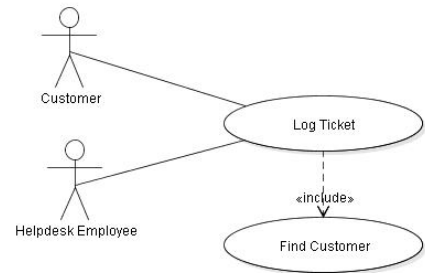 Customer
Log Ticket
«include»
Helpdesk Employee
Find Customer